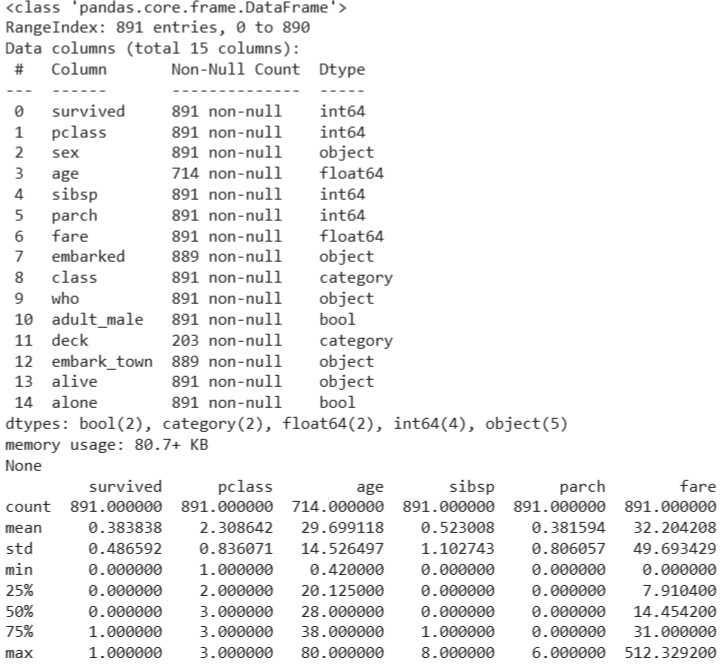 <class 'pandas.core.frame.DataFrame'>
RangeIndex: 891 entries, 0 to 890
Data columns (total 15 columns):
 #   Column       Non-Null Count  Dtype
---  ------       --------------  -----
 0   survived     891 non-null    int64
 1   pclass       891 non-null    int64
 2   sex          891 non-null    object
 3   age          714 non-null    float64
 4   sibsp        891 non-null    int64
 5   parch        891 non-null    int64
 6   fare         891 non-null    float64
 7   embarked     889 non-null    object
 8   class        891 non-null    category
 9   who          891 non-null    object
 10  adult_male   891 non-null    bool
 11  deck         203 non-null    category
 12  embark_town  889 non-null    object
 13  alive        891 non-null    object
 14  alone        891 non-null    bool
dtypes: bool(2), category(2), float64(2), int64(4), object(5)
memory usage: 80.7+ KB
None
         survived      pclass         age       sibsp       parch        fare
count  891.000000  891.000000  714.000000  891.000000  891.000000  891.000000
mean     0.383838    2.308642   29.699118    0.523008    0.381594   32.204208
std      0.486592    0.836071   14.526497    1.102743    0.806057   49.693429
min      0.000000    1.000000    0.420000    0.000000    0.000000    0.000000
25%      0.000000    2.000000   20.125000    0.000000    0.000000    7.910400
50%      0.000000    3.000000   28.000000    0.000000    0.000000   14.454200
75%      1.000000    3.000000   38.000000    1.000000    0.000000   31.000000
max      1.000000    3.000000   80.000000    8.000000    6.000000  512.329200